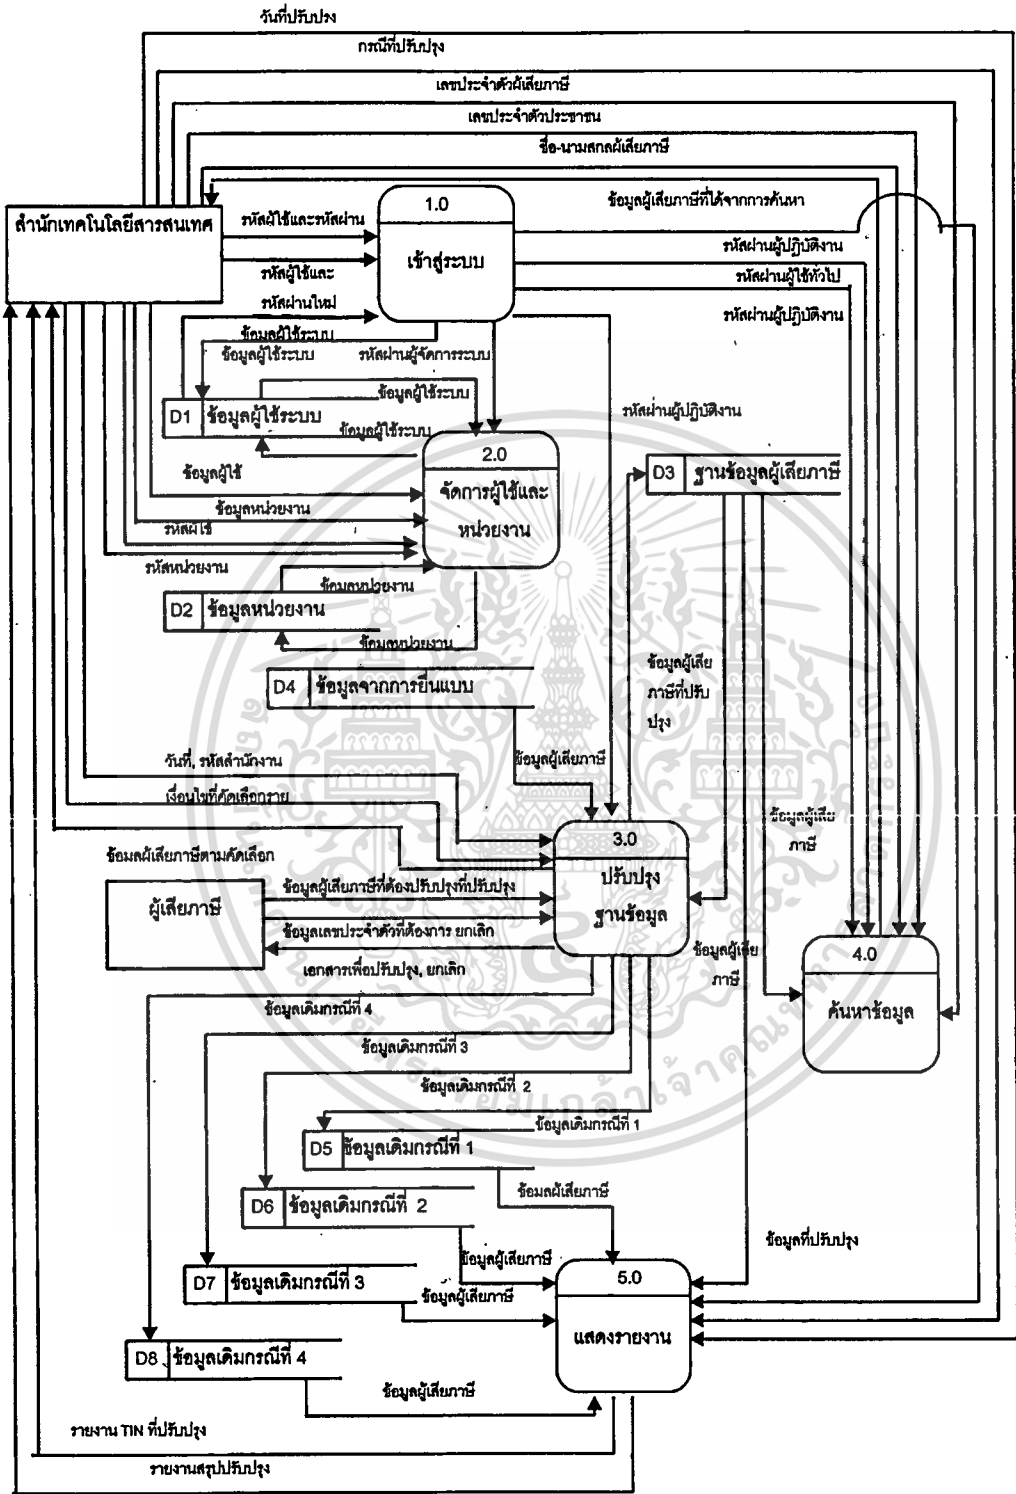 วันที่ปรับปรง
กรณีที่ปรับปรุง
เลขประจำตัวผู้เสียภาษี
เลขประจำตัวประชาชน
ชื่อ-นามสกลผู้เสียภาษี
สำนักเทคโนโลยีสารสนเทศ
รหัสผู้ใช้และรหัสผ่าน
รหัสผู้ใช้และ
รหัสผ่านใหม่
1.0
เข้าสู่ระบบ
ข้อมูลผู้เสียภาษีที่ได้จากการค้นหา
รหัสผ่านผู้ปฏิบัติงาน
รหัสผ่านผู้ใช้ทั่วไป
รหัสผ่านผู้ปฏิบัติงาน
ข้อมูลผู้ใช้ระบบ
ข้อมูลผู้ใช้ระบบ
รหัสผ่านผู้จัดการระบบ
D1 ข้อมูลผู้ใช้ระบบ
ข้อมูลผู้ใช้ระบบ
ข้อมูลผู้ใช้ระบบ
รหัสผ่านผู้ปฏิบัติงาน
2.0
จัดการผู้ใช้และ
หน่วยงาน
D3 ฐานข้อมูลผู้เสียภาษี
ข้อมูลผู้ใช้
ข้อมูลหน่วยงาน
รหัสผู้ใช้
รหัสหน่วยงาน
ข้อมูลหน่วยงาน
D2 ข้อมูลหน่วยงาน
ข้อมูลหน่วยงาน
D4 ข้อมูลจากการยื่นแบบ
ข้อมูลผู้เสีย
ภาษีที่ปรับ
ปรุง
ข้อมูลผู้เสียภาษี
วันที่, รหัสสำนักงาน
เงื่อนไขที่คัดเลือกราย
ข้อมูลผู้เสีย
ภาษี
3.0
ปรับปรุง
ฐานข้อมูล
ข้อมลผู้เสียภาษีตามคัดเลือก
ผู้เสียภาษี
ข้อมูลผู้เสียภาษีที่ต้องปรับปรุงที่ปรับปรุง
ข้อมูลเลขประจำตัวที่ต้องการ ยกเลิก
เอกสารเพื่อปรับปรุง, ยกเลิก
ข้อมูลผู้เสีย
ภาษี
4.0
ค้นหาข้อมูล
ข้อมูลเดิมกรณีที่ 4
ข้อมูลเดิมกรณีที่ 3
ข้อมูลเดิมกรณีที่ 2
ข้อมูลเดิมกรณีที่ 1
D5 ข้อมูลเดิมกรณีที่ 1
ข้อมลผู้เสียภาษี
D6 ข้อมูลเดิมกรณีที่ 2
ข้อมูลที่ปรับปรุง
ข้อมูลผู้เสียภาษี
D7 ข้อมูลเดิมกรณีที่ 3
ข้อมูลผู้เสียภาษี
5.0
แสดงรายงาน
D8 ข้อมูลเดิมกรณีที่ 4
ข้อมูลผู้เสียภาษี
รายงาน TIN ที่ปรับปรุง
รายงานสรุปปรับปรุง